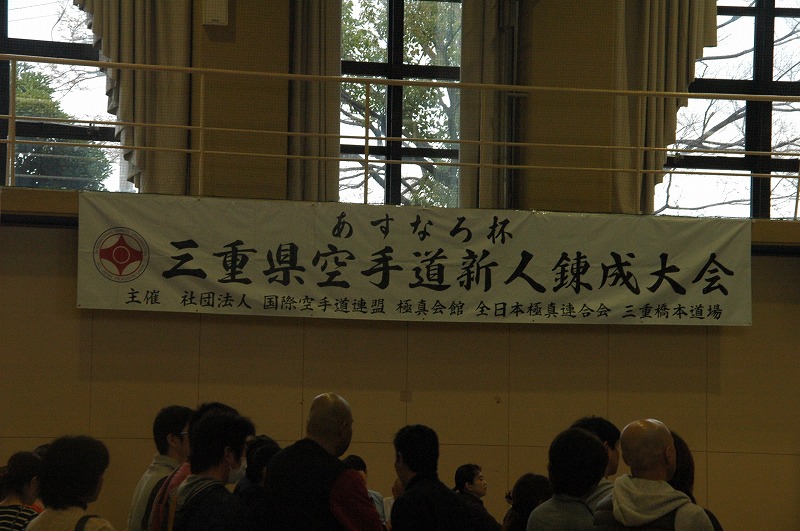 あすなろ杯
三重県空手道新人錬成大会
主催 社団法人 国際空手道連盟 極真会館 全日本極真連合会 三重橋本道場